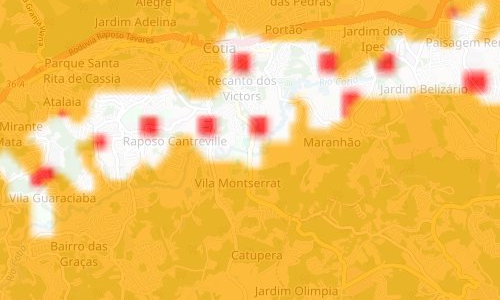 Alegre
das Pedras
Jardim Adelina
Portão
Jardim dos
Ipes
Rodovia Raposo Tavares
Cotia
Paisagem Ren
Parque Santa
Rita de Cassia
Recanto dos
Victors
Rio Cotia
Jardim Belizário
Atalaia
Mirante
Mata
Raposo Cantreville
Maranhão
Vila Montserrat
Vila Guaraciaba
Bairro das
Graças
Catupera
Jardim Olimpia